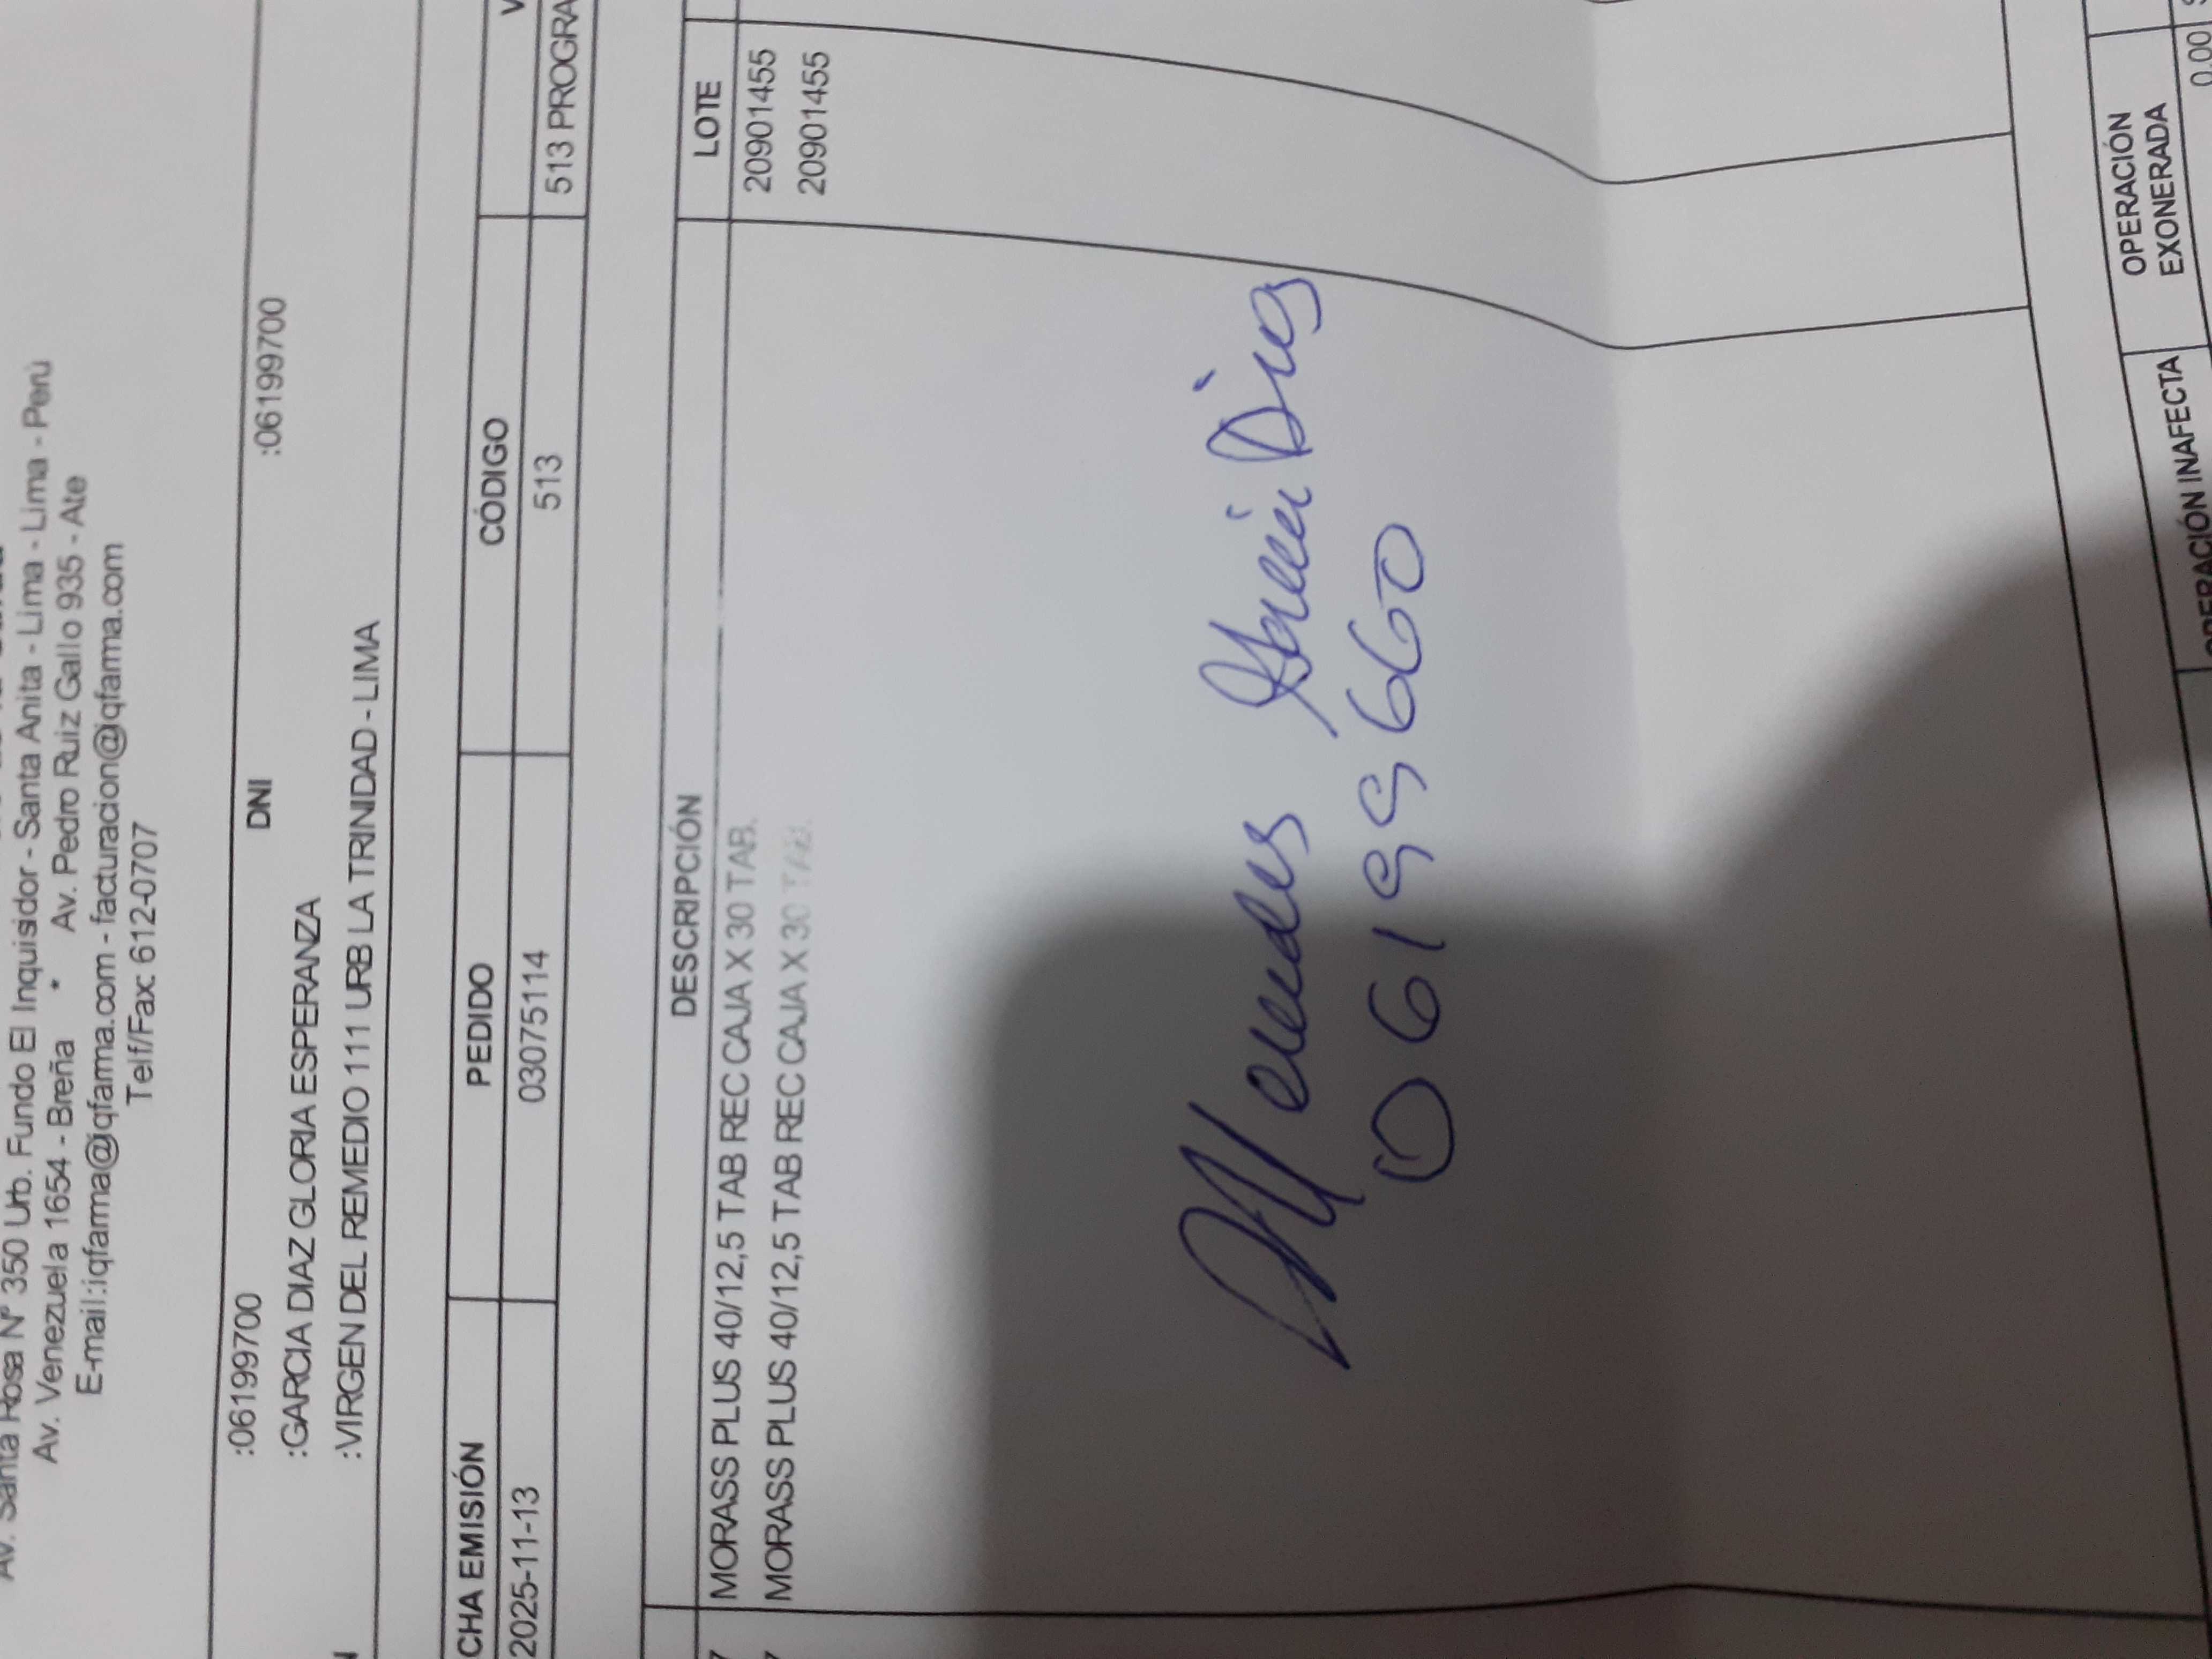 Av. Santa Rosa N° 350 Urb. Fundo El Inquisidor - Santa Anita - Lima - Lima - Perú
Av. Venezuela 1654 - Breña * Av. Pedro Ruiz Gallo 935 - Ate
E-mail:iqfarma@iqfarma.com - facturacion@iqfarma.com
Telf/Fax: 612-0707
:06199700 DNI :06199700
:GARCIA DIAZ GLORIA ESPERANZA
:VIRGEN DEL REMEDIO 1111 URB LA TRINIDAD - LIMA
CHA EMISIÓN PEDIDO CÓDIGO V
2025-11-13 03075114 513 513 PROGRA
DESCRIPCIÓN LOTE
MORASS PLUS 40/12,5 TAB REC CAJA X 30 TAB. 20901455
MORASS PLUS 40/12,5 TAB REC CAJA X 30 TAB. 20901455
06199660
OPERACIÓN INAFECTA OPERACIÓN EXONERADA
0.00